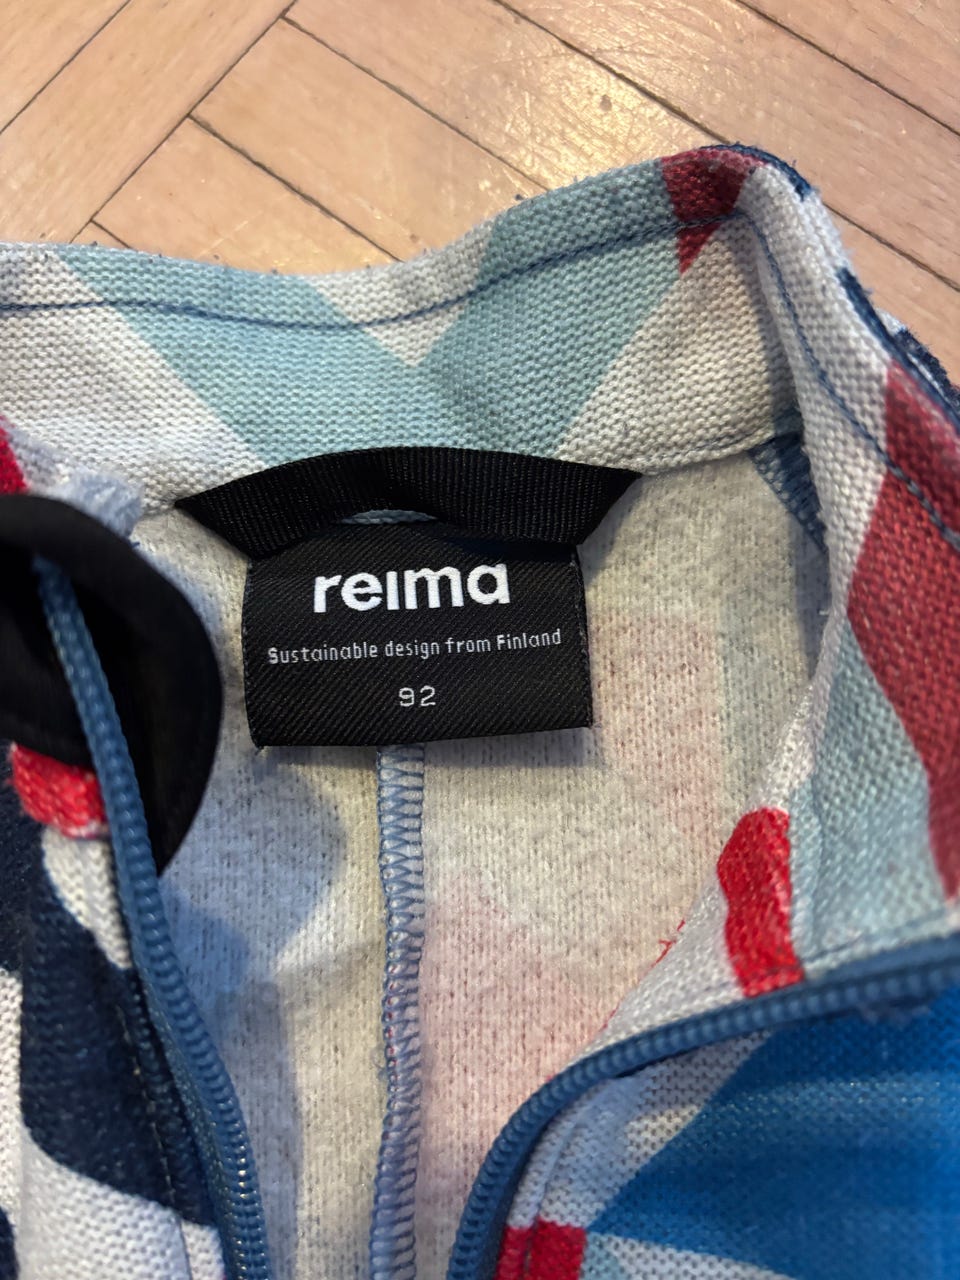 reima
Sustainable design from Finland
92